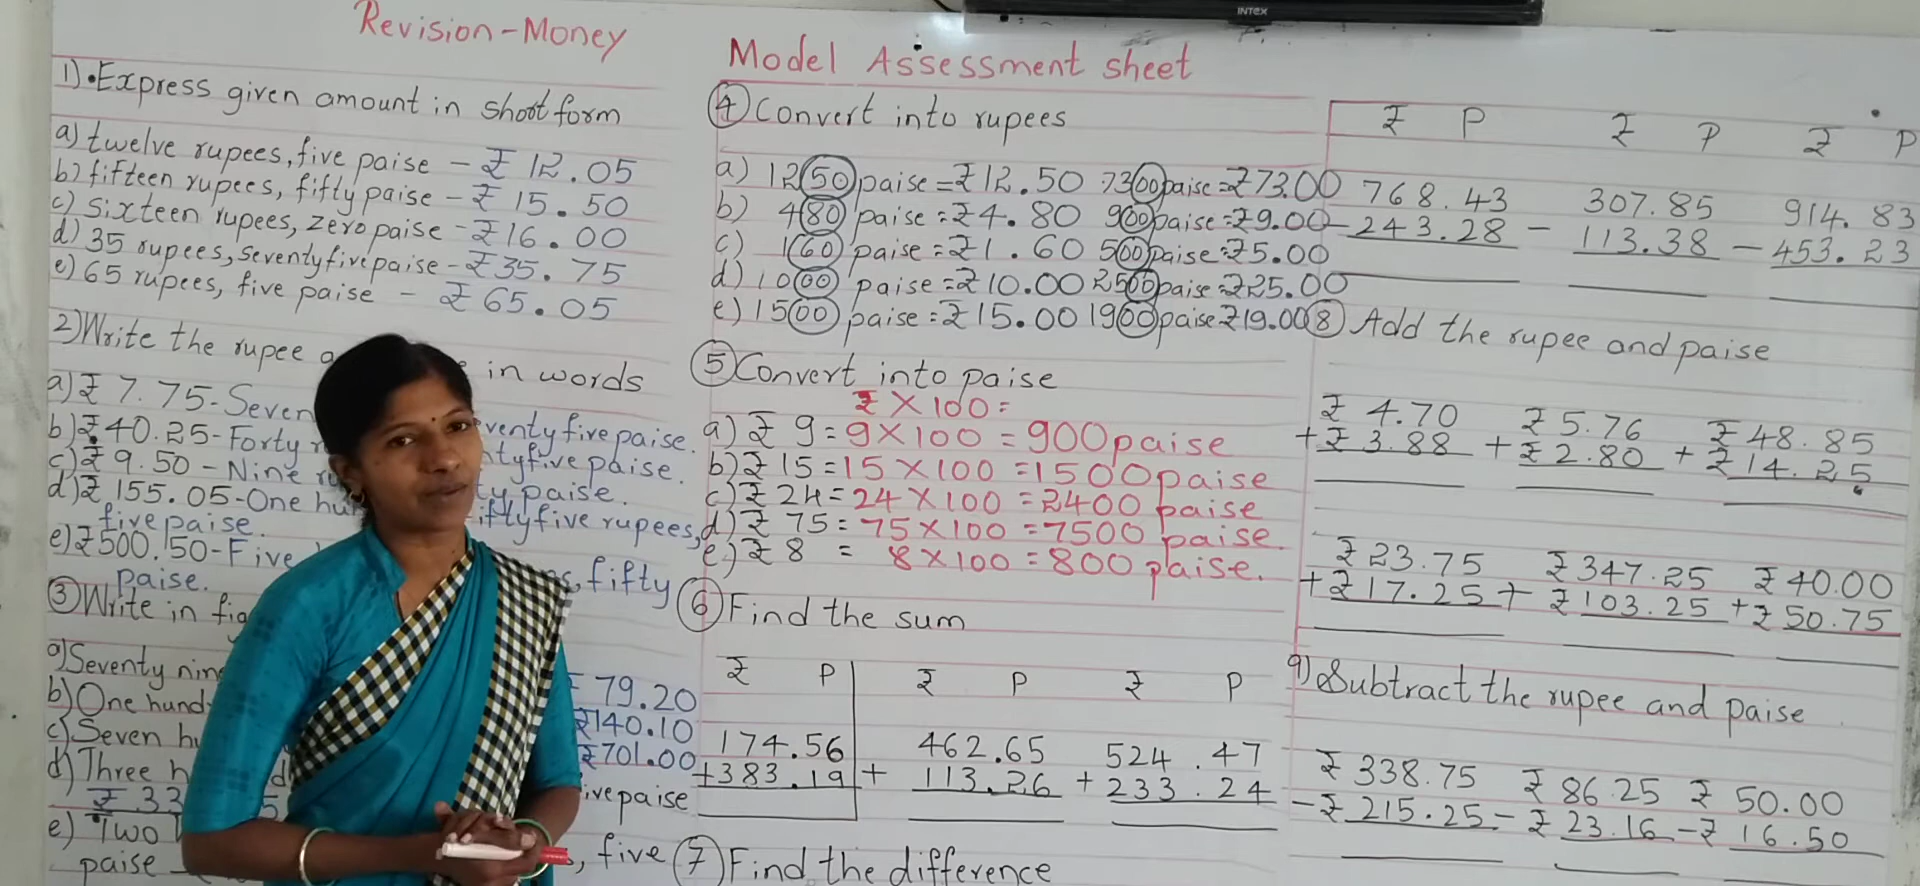 INTEX
Revision-Money
Model Assessment sheet
1) Express given amount in short form
a) twelve rupees, five paise - ₹ 12.05
b) fifteen rupees, fifty paise - ₹ 15.50
c) Sixteen rupees, zero paise - ₹16.00
d) 35 rupees, seventyfive paise - ₹35.75
e) 65 rupees, five paise - ₹65.05
2) Write the rupee in words
a) ₹ 7.75 - Seven ventyfive paise.
b) ₹40.25 - Forty tyfive paise.
c) ₹ 9.50 - Nine ty paise.
d) ₹ 155.05 - One hu iftyfive rupees,
five paise.
e) ₹500.50 - Five fifty
paise.
③ Write in fig
a) Seventy nin 79.20
b) One hund ₹140.10
c) Seven hu ₹701.00
d) Three h d ive paise
₹ 33 5
e) Two , five
paise -
④ Convert into rupees
a) 1250 paise = ₹12.50 7300 paise = ₹73.00
b) 480 paise = ₹4.80 900 paise = ₹9.00
c) 160 paise = ₹1.60 500 paise = ₹5.00
d) 1000 paise = ₹10.00 2500 paise = ₹25.00
e) 1500 paise = ₹15.00 1900 paise ₹19.00
⑤ Convert into paise
₹ X 100 =
a) ₹ 9 = 9 X 100 = 900 paise
b) ₹ 15 = 15 X 100 = 1500 paise
c) ₹ 24 = 24 X 100 = 2400 paise
d) ₹ 75 = 75 X 100 = 7500 paise.
e) ₹ 8 = 8 X 100 = 800 paise.
⑥ Find the sum
₹ P ₹ P ₹ P
174.56 462.65 524.47
+383.19 + 113.26 + 233.24
⑦ Find the difference
₹ P ₹ P ₹ P
768.43 307.85 914.83
-243.28 - 113.38 - 453.23
⑧ Add the rupee and paise
₹ 4.70 ₹ 5.76 ₹ 48.85
+ ₹ 3.88 + ₹ 2.80 + ₹ 14.25
₹ 23.75 ₹ 347.25 ₹ 40.00
+ ₹ 17.25 + ₹ 103.25 + ₹ 50.75
9) Subtract the rupee and paise
₹ 338.75 ₹ 86.25 ₹ 50.00
- ₹ 215.25 - ₹ 23.16 - ₹ 16.50